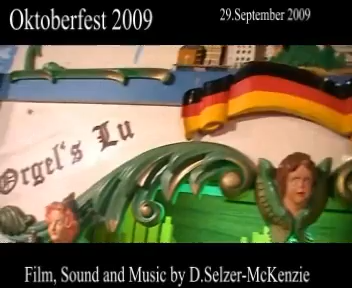 Oktoberfest 2009
29.September 2009
Orgel's Lu
Film, Sound and Music by D.Selzer-McKenzie